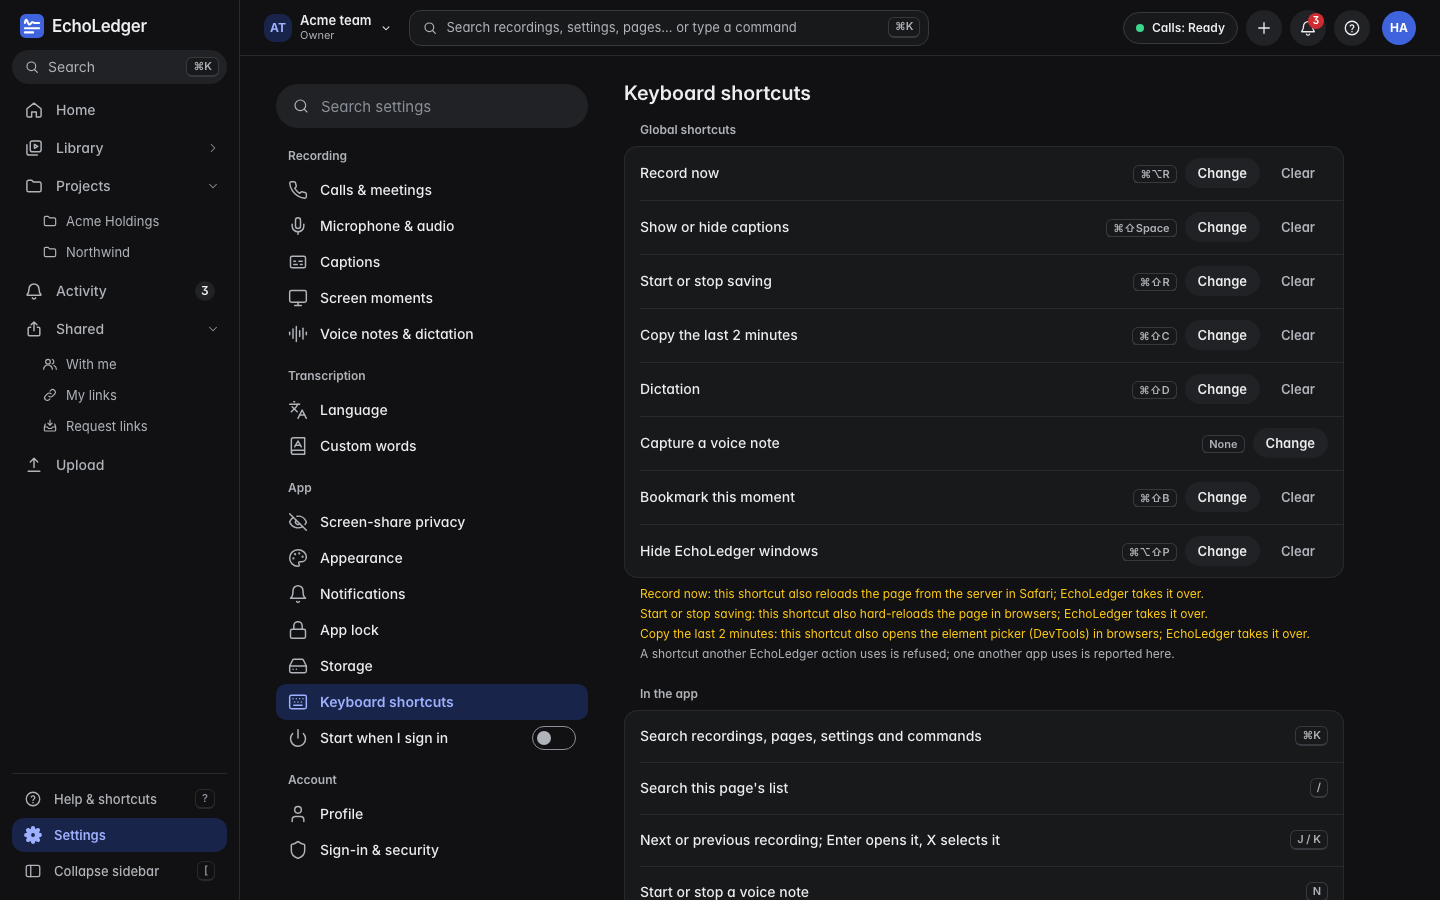 EchoLedger
Search ⌘K
Home
Library
Projects
Acme Holdings
Northwind
Activity 3
Shared
With me
My links
Request links
Upload
Help & shortcuts ?
Settings
Collapse sidebar [
AT Acme team
Owner
Search recordings, settings, pages... or type a command ⌘K
Calls: Ready
3
HA
Search settings
Recording
Calls & meetings
Microphone & audio
Captions
Screen moments
Voice notes & dictation
Transcription
Language
Custom words
App
Screen-share privacy
Appearance
Notifications
App lock
Storage
Keyboard shortcuts
Start when I sign in
Account
Profile
Sign-in & security
Keyboard shortcuts
Global shortcuts
Record now ⌘⌥R Change Clear
Show or hide captions ⌘⇧Space Change Clear
Start or stop saving ⌘⇧R Change Clear
Copy the last 2 minutes ⌘⇧C Change Clear
Dictation ⌘⇧D Change Clear
Capture a voice note None Change
Bookmark this moment ⌘⇧B Change Clear
Hide EchoLedger windows ⌘⌥⇧P Change Clear
Record now: this shortcut also reloads the page from the server in Safari; EchoLedger takes it over.
Start or stop saving: this shortcut also hard-reloads the page in browsers; EchoLedger takes it over.
Copy the last 2 minutes: this shortcut also opens the element picker (DevTools) in browsers; EchoLedger takes it over.
A shortcut another EchoLedger action uses is refused; one another app uses is reported here.
In the app
Search recordings, pages, settings and commands ⌘K
Search this page's list /
Next or previous recording; Enter opens it, X selects it J / K
Start or stop a voice note N